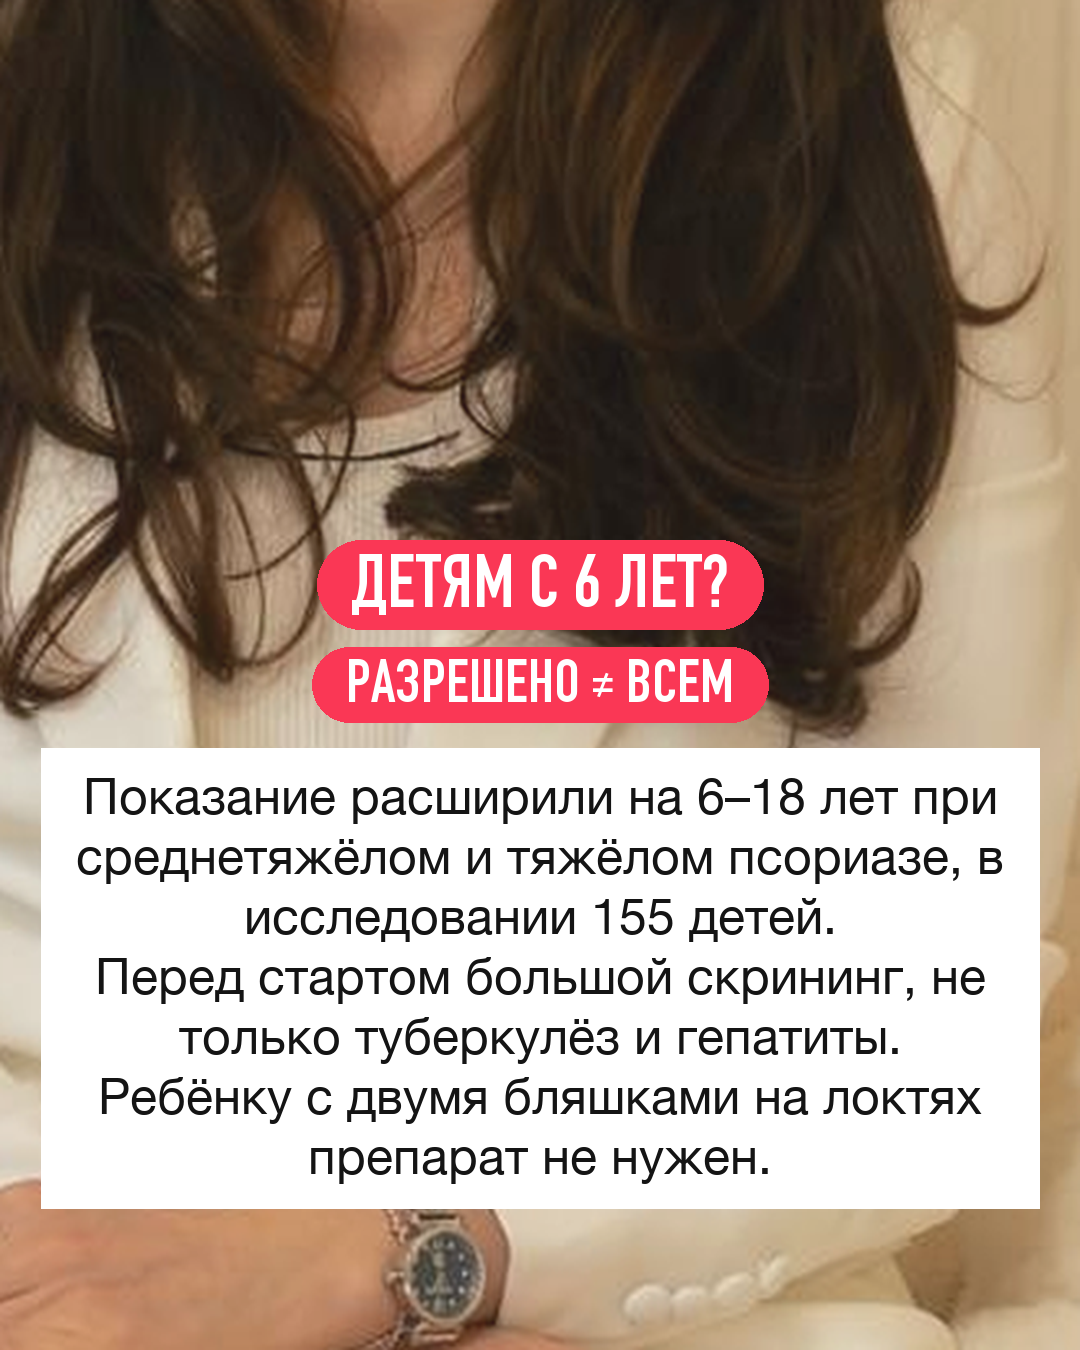 ДЕТЯМ С 6 ЛЕТ?
РАЗРЕШЕНО ≠ ВСЕМ
Показание расширили на 6–18 лет при
среднетяжёлом и тяжёлом псориазе, в
исследовании 155 детей.
Перед стартом большой скрининг, не
только туберкулёз и гепатиты.
Ребёнку с двумя бляшками на локтях
препарат не нужен.